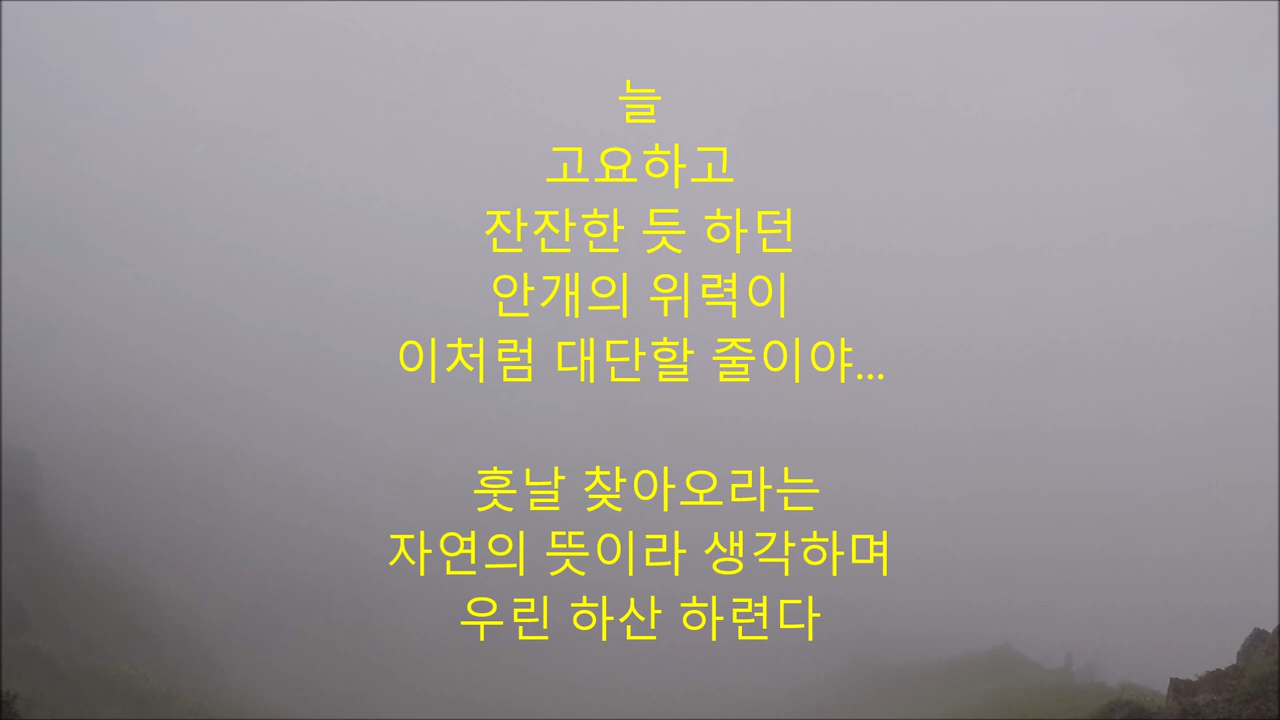 늘
고요하고
잔잔한 듯 하던
안개의 위력이
이처럼 대단할 줄이야...
훗날 찾아오라는
자연의 뜻이라 생각하며
우린 하산 하련다